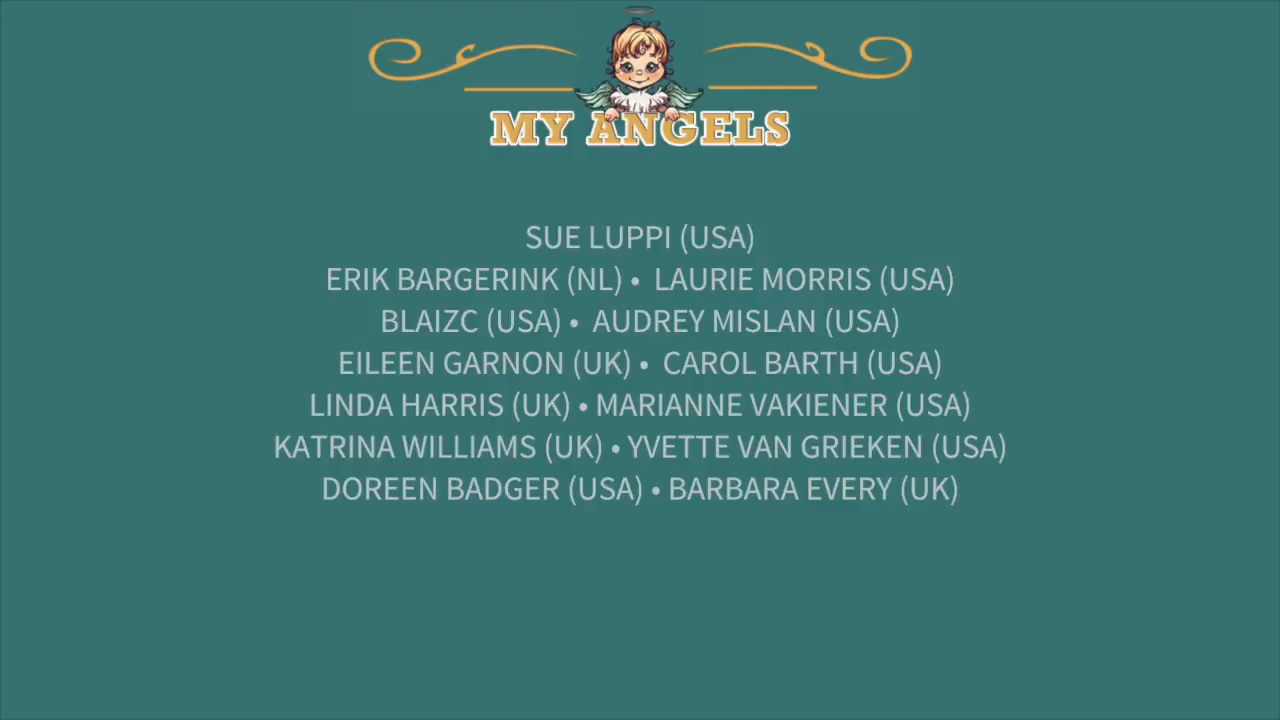 MY ANGELS
SUE LUPPI (USA)
ERIK BARGERINK (NL) • LAURIE MORRIS (USA)
BLAIZC (USA) • AUDREY MISLAN (USA)
EILEEN GARNON (UK) • CAROL BARTH (USA)
LINDA HARRIS (UK) • MARIANNE VAKIENER (USA)
KATRINA WILLIAMS (UK) • YVETTE VAN GRIEKEN (USA)
DOREEN BADGER (USA) • BARBARA EVERY (UK)